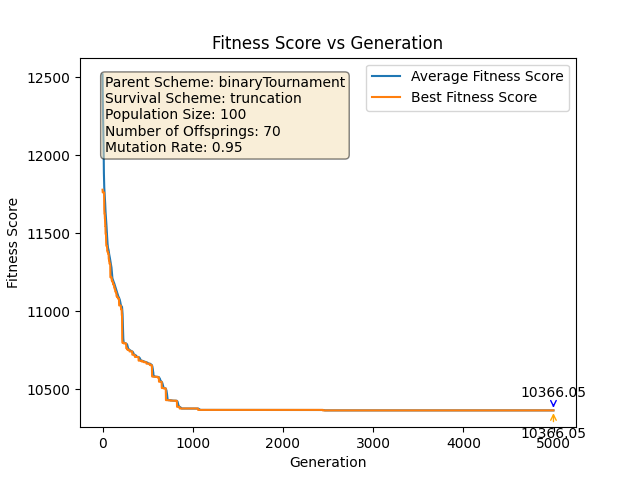 Fitness Score vs Generation
12500
12000
11500
11000
10500
Fitness Score
Parent Scheme: binaryTournament
Survival Scheme: truncation
Population Size: 100
Number of Offsprings: 70
Mutation Rate: 0.95
Average Fitness Score
Best Fitness Score
10366.05
10366.05
0
1000
2000
3000
4000
5000
Generation